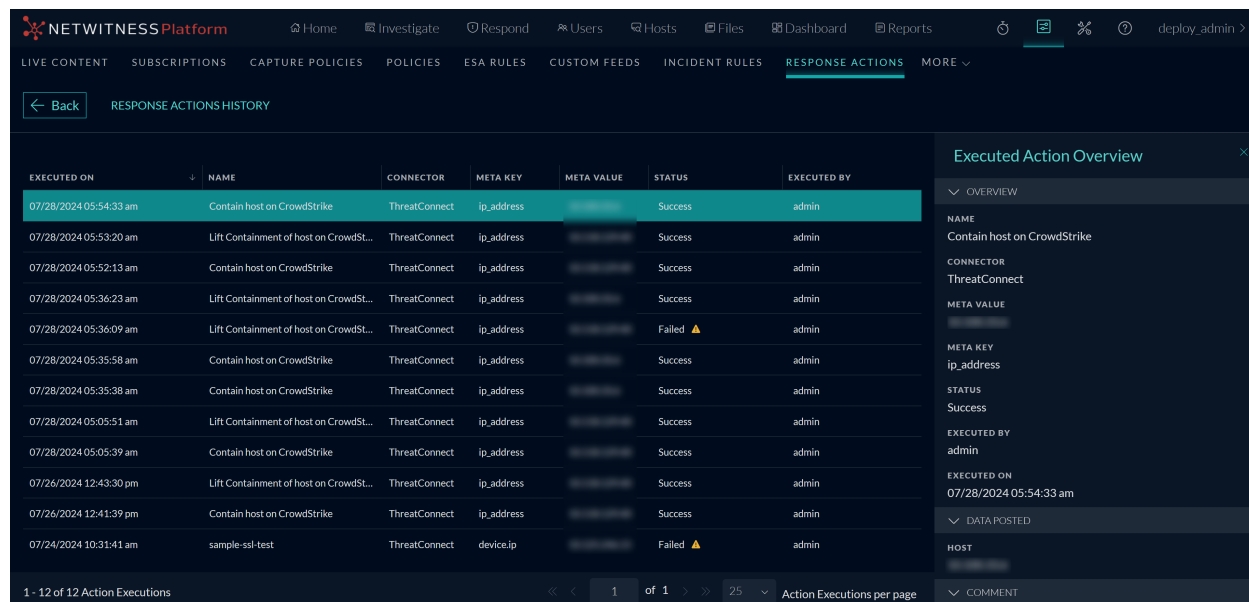 NETWITNESS Platform Home Investigate Respond Users Hosts Files Dashboard Reports deploy_admin
LIVE CONTENT SUBSCRIPTIONS CAPTURE POLICIES POLICIES ESA RULES CUSTOM FEEDS INCIDENT RULES RESPONSE ACTIONS MORE
Back RESPONSE ACTIONS HISTORY
EXECUTED ON NAME CONNECTOR META KEY META VALUE STATUS EXECUTED BY
07/28/2024 05:54:33 am Contain host on CrowdStrike ThreatConnect ip_address Success admin
07/28/2024 05:53:20 am Lift Containment of host on CrowdSt... ThreatConnect ip_address Success admin
07/28/2024 05:52:13 am Contain host on CrowdStrike ThreatConnect ip_address Success admin
07/28/2024 05:36:23 am Lift Containment of host on CrowdSt... ThreatConnect ip_address Success admin
07/28/2024 05:36:09 am Lift Containment of host on CrowdSt... ThreatConnect ip_address Failed admin
07/28/2024 05:35:58 am Contain host on CrowdStrike ThreatConnect ip_address Success admin
07/28/2024 05:35:38 am Contain host on CrowdStrike ThreatConnect ip_address Success admin
07/28/2024 05:05:51 am Lift Containment of host on CrowdSt... ThreatConnect ip_address Success admin
07/28/2024 05:05:39 am Contain host on CrowdStrike ThreatConnect ip_address Success admin
07/26/2024 12:43:30 pm Lift Containment of host on CrowdSt... ThreatConnect ip_address Success admin
07/26/2024 12:41:39 pm Contain host on CrowdStrike ThreatConnect ip_address Success admin
07/24/2024 10:31:41 am sample-ssl-test ThreatConnect device.ip Failed admin
1 - 12 of 12 Action Executions 1 of 1 25 Action Executions per page
Executed Action Overview
OVERVIEW
NAME
Contain host on CrowdStrike
CONNECTOR
ThreatConnect
META VALUE
META KEY
ip_address
STATUS
Success
EXECUTED BY
admin
EXECUTED ON
07/28/2024 05:54:33 am
DATA POSTED
HOST
COMMENT